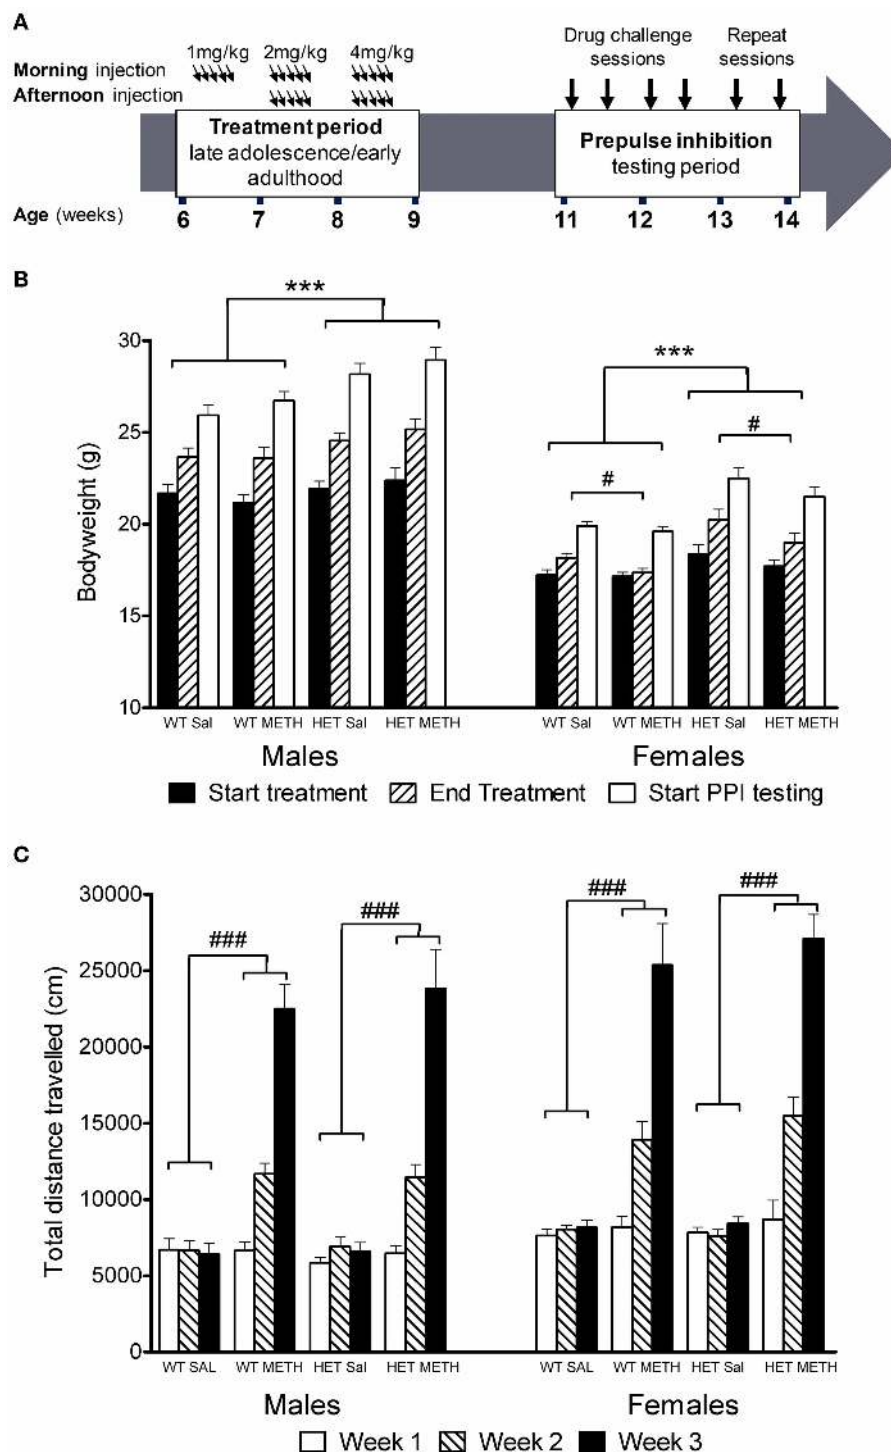 A
1mg/kg 2mg/kg 4mg/kg
Morning injection
Afternoon injection
Drug challenge sessions
Repeat sessions
Treatment period
late adolescence/early
adulthood
Prepulse inhibition
testing period
Age (weeks)
6 7 8 9 11 12 13 14
B
***
***
#
#
30
25
20
15
10
Bodyweight (g)
WT Sal WT METH HET Sal HET METH WT Sal WT METH HET Sal HET METH
Males Females
Start treatment End Treatment Start PPI testing
C
###
###
###
###
30000
25000
20000
15000
10000
5000
0
Total distance travelled (cm)
WT SAL WT METH HET Sal HET METH WT SAL WT METH HET Sal HET METH
Males Females
Week 1 Week 2 Week 3